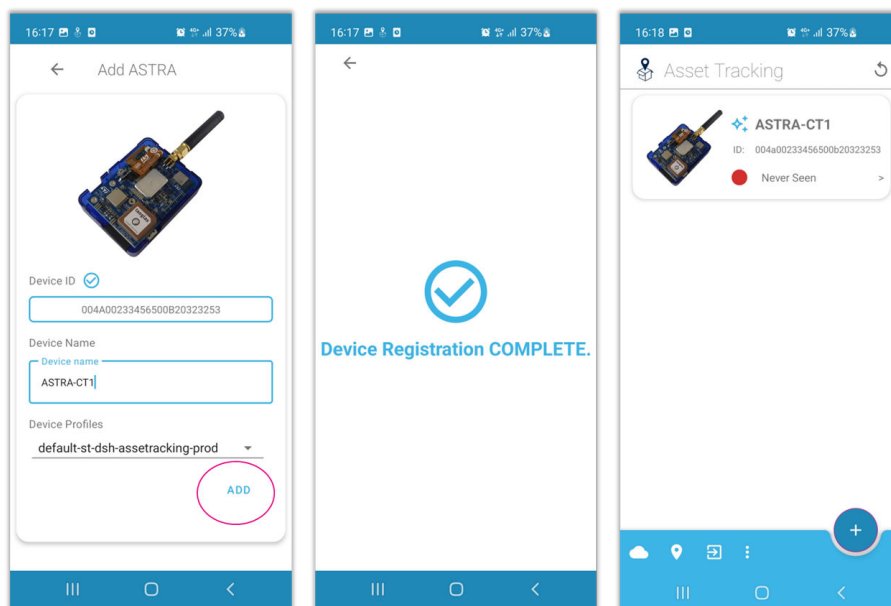 16:17
37%
Add ASTRA
Device ID
004A00233456500B20323253
Device Name
Device name
ASTRA-CT1
Device Profiles
default-st-dsh-assetracking-prod
ADD
16:17
37%
Device Registration COMPLETE.
16:18
37%
Asset Tracking
ASTRA-CT1
ID: 004a00233456500b20323253
Never Seen >